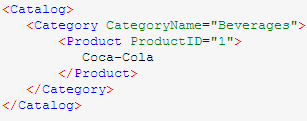 <Catalog>
<Category CategoryName="Beverages">
<Product ProductID="1">
Coca-Cola
</Product>
</Category>
</Catalog>